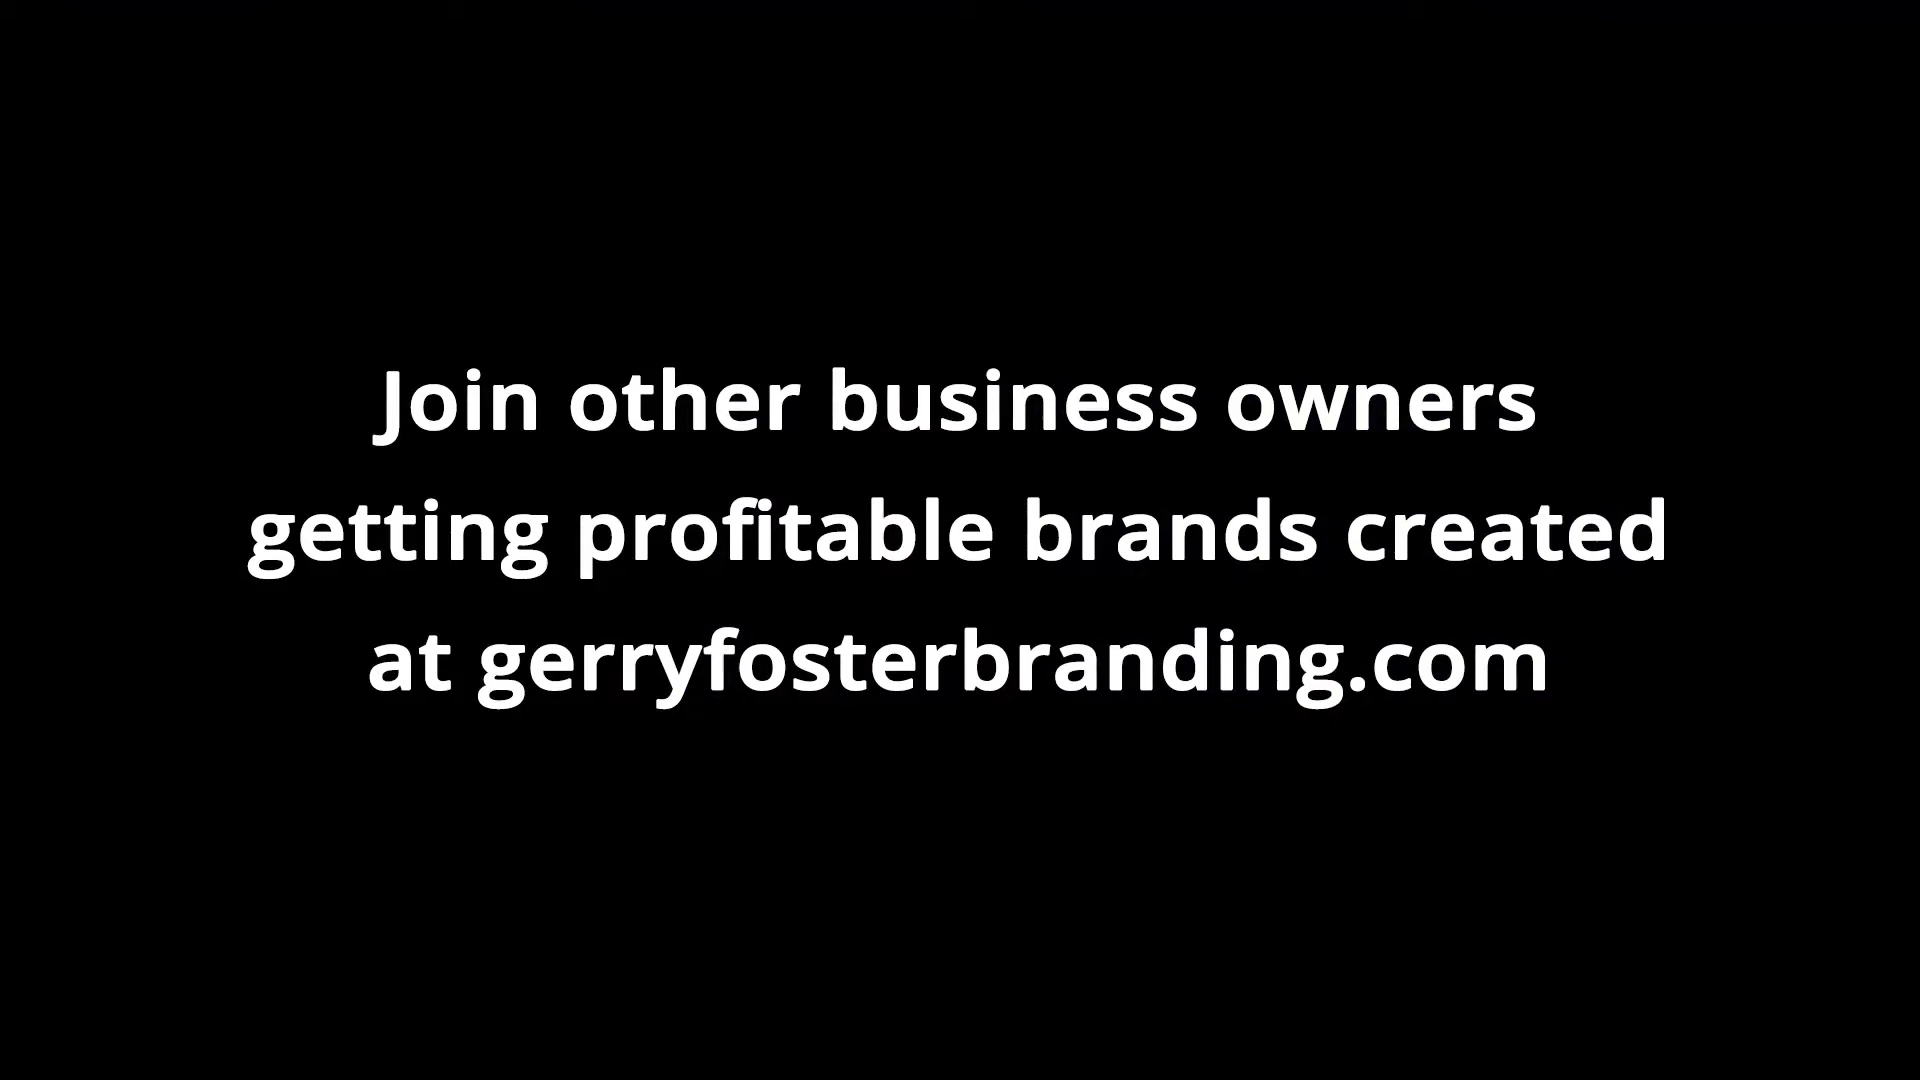 Join other business owners
getting profitable brands created
at gerryfosterbranding.com